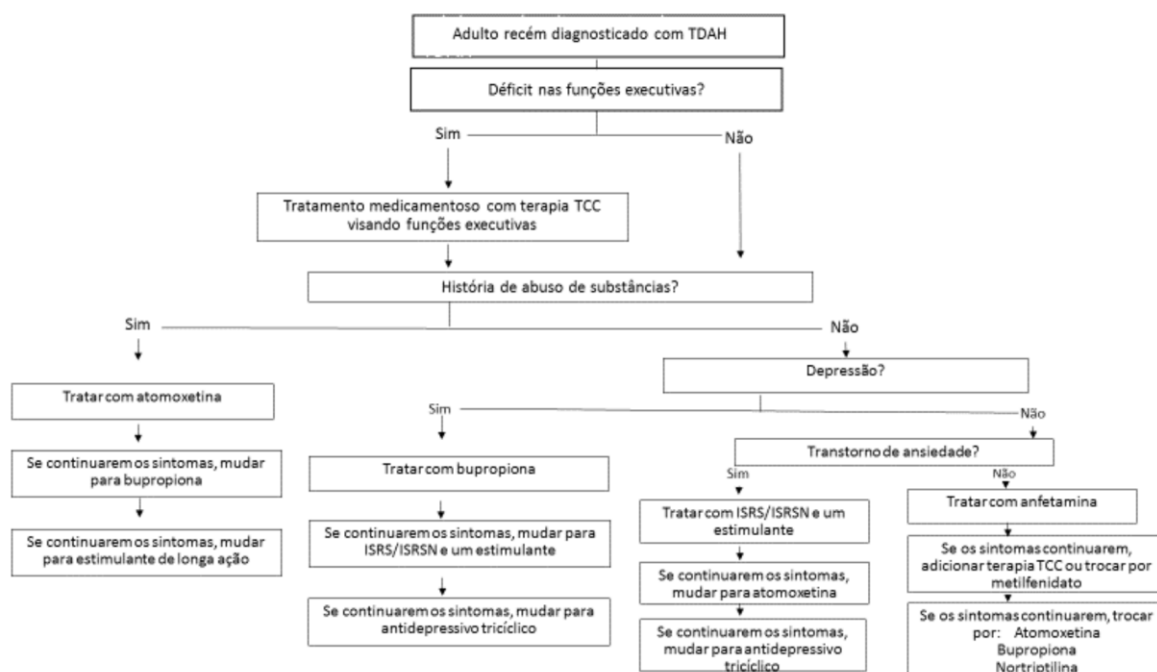 Adulto recém diagnosticado com TDAH
Déficit nas funções executivas?
Sim
Não
Tratamento medicamentoso com terapia TCC
visando funções executivas
História de abuso de substâncias?
Sim
Não
Depressão?
Tratar com atomoxetina
Sim
Não
Transtorno de ansiedade?
Se continuarem os sintomas, mudar
para bupropiona
Tratar com bupropiona
Sim
Não
Tratar com ISRS/ISRSN e um
estimulante
Tratar com anfetamina
Se continuarem os sintomas, mudar
para estimulante de longa ação
Se continuarem os sintomas, mudar para
ISRS/ISRSN e um estimulante
Se os sintomas continuarem,
adicionar terapia TCC ou trocar por
metilfenidato
Se continuarem os sintomas,
mudar para atomoxetina
Se continuarem os sintomas, mudar para
antidepressivo tricíclico
Se continuarem os sintomas,
mudar para antidepressivo
tricíclico
Se os sintomas continuarem, trocar
por: Atomoxetina
Bupropiona
Nortriptilina